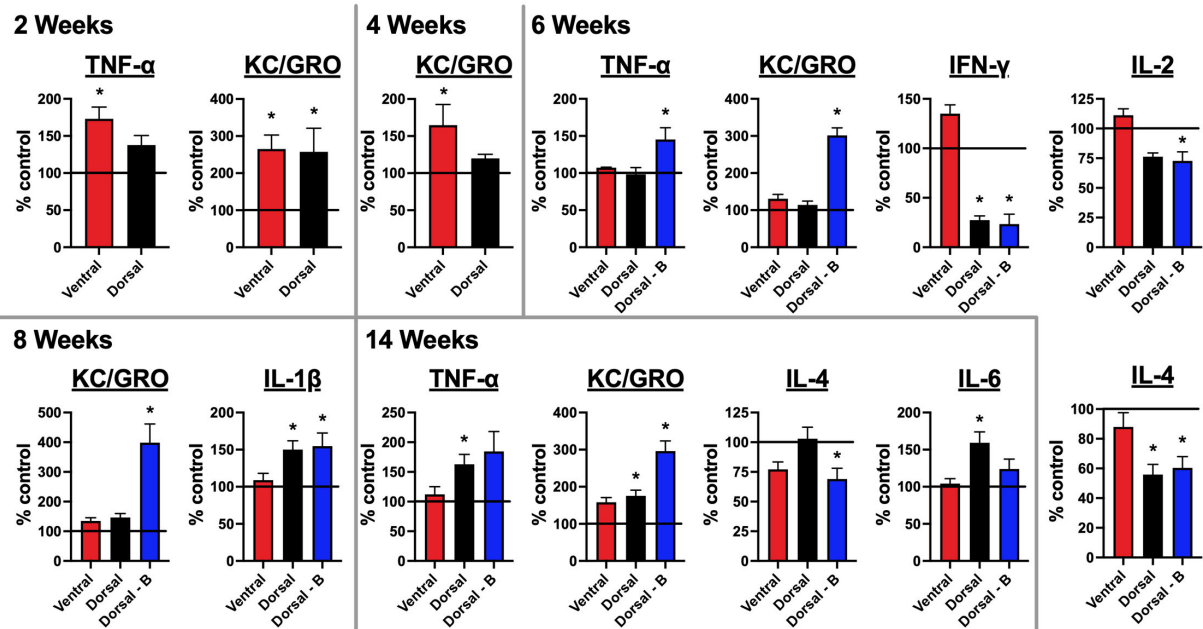 2 Weeks
TNF-α
% control
200
150
100
50
0
*
Ventral
Dorsal
KC/GRO
% control
400
300
200
100
0
*
*
Ventral
Dorsal
4 Weeks
KC/GRO
% control
200
150
100
50
0
*
Ventral
Dorsal
6 Weeks
TNF-α
% control
200
150
100
50
0
*
Ventral
Dorsal
Dorsal - B
KC/GRO
% control
400
300
200
100
0
*
Ventral
Dorsal
Dorsal - B
IFN-γ
% control
150
100
50
0
*
*
Ventral
Dorsal
Dorsal - B
IL-2
% control
125
100
75
50
25
0
*
Ventral
Dorsal
Dorsal - B
IL-4
% control
100
80
60
40
20
0
*
*
Ventral
Dorsal
Dorsal - B
8 Weeks
KC/GRO
% control
500
400
300
200
100
0
*
Ventral
Dorsal
Dorsal - B
IL-1β
% control
200
150
100
50
0
*
*
Ventral
Dorsal
Dorsal - B
14 Weeks
TNF-α
% control
250
200
150
100
50
0
*
Ventral
Dorsal
Dorsal - B
KC/GRO
% control
400
300
200
100
0
*
*
Ventral
Dorsal
Dorsal - B
IL-4
% control
125
100
75
50
25
0
*
Ventral
Dorsal
Dorsal - B
IL-6
% control
200
150
100
50
0
*
Ventral
Dorsal
Dorsal - B